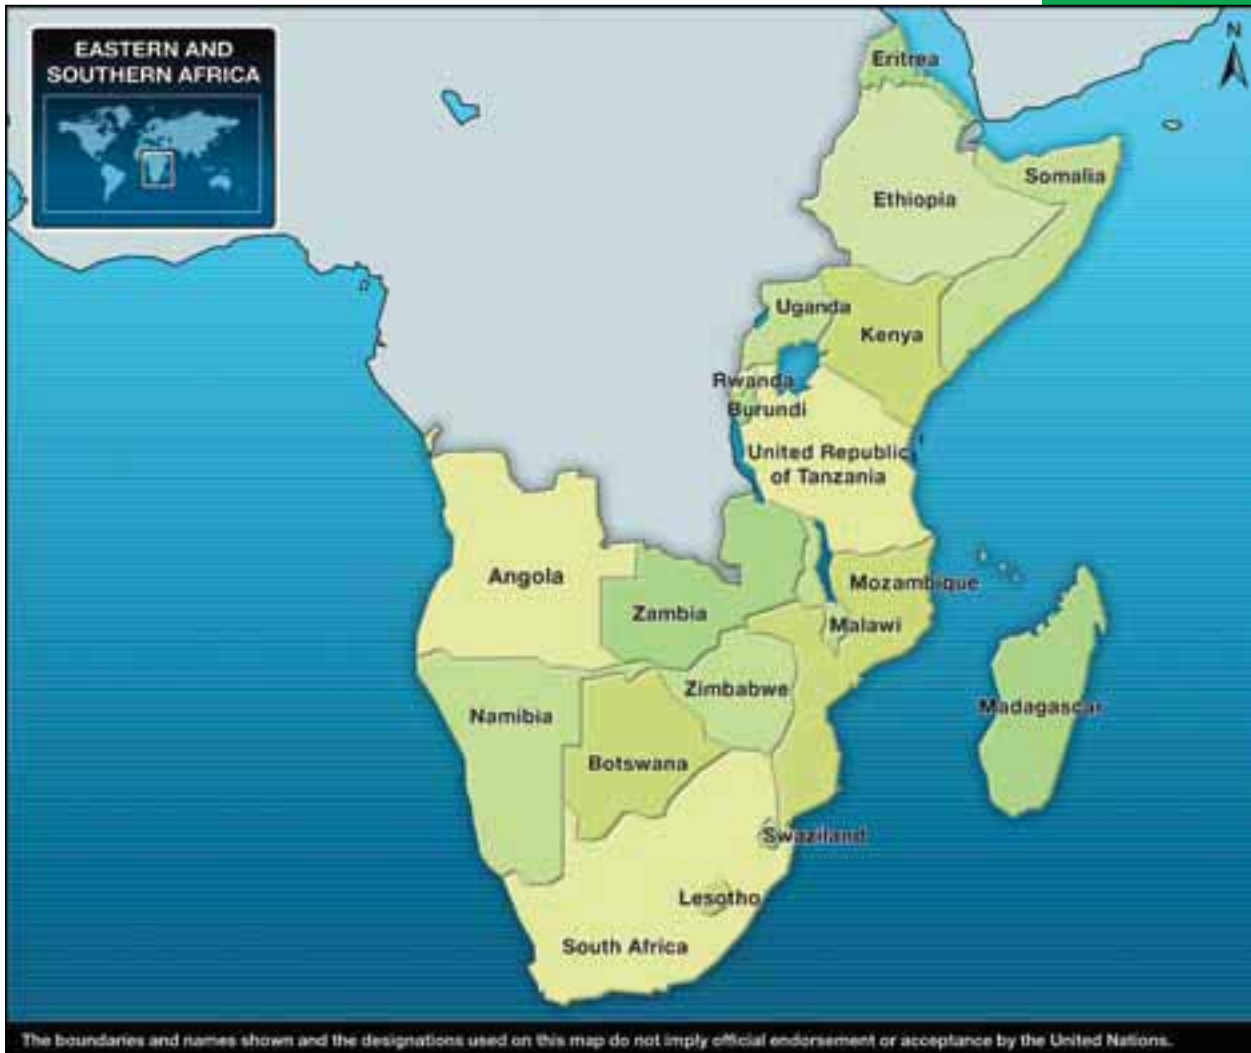 EASTERN AND
SOUTHERN AFRICA
N
Eritrea
Somalia
Ethiopia
Uganda
Kenya
Rwanda
Burundi
United Republic
of Tanzania
Angola
Mozambique
Zambia
Malawi
Zimbabwe
Namibia
Madagascar
Botswana
Swaziland
Lesotho
South Africa
The boundaries and names shown and the designations used on this map do not imply official endorsement or acceptance by the United Nations.